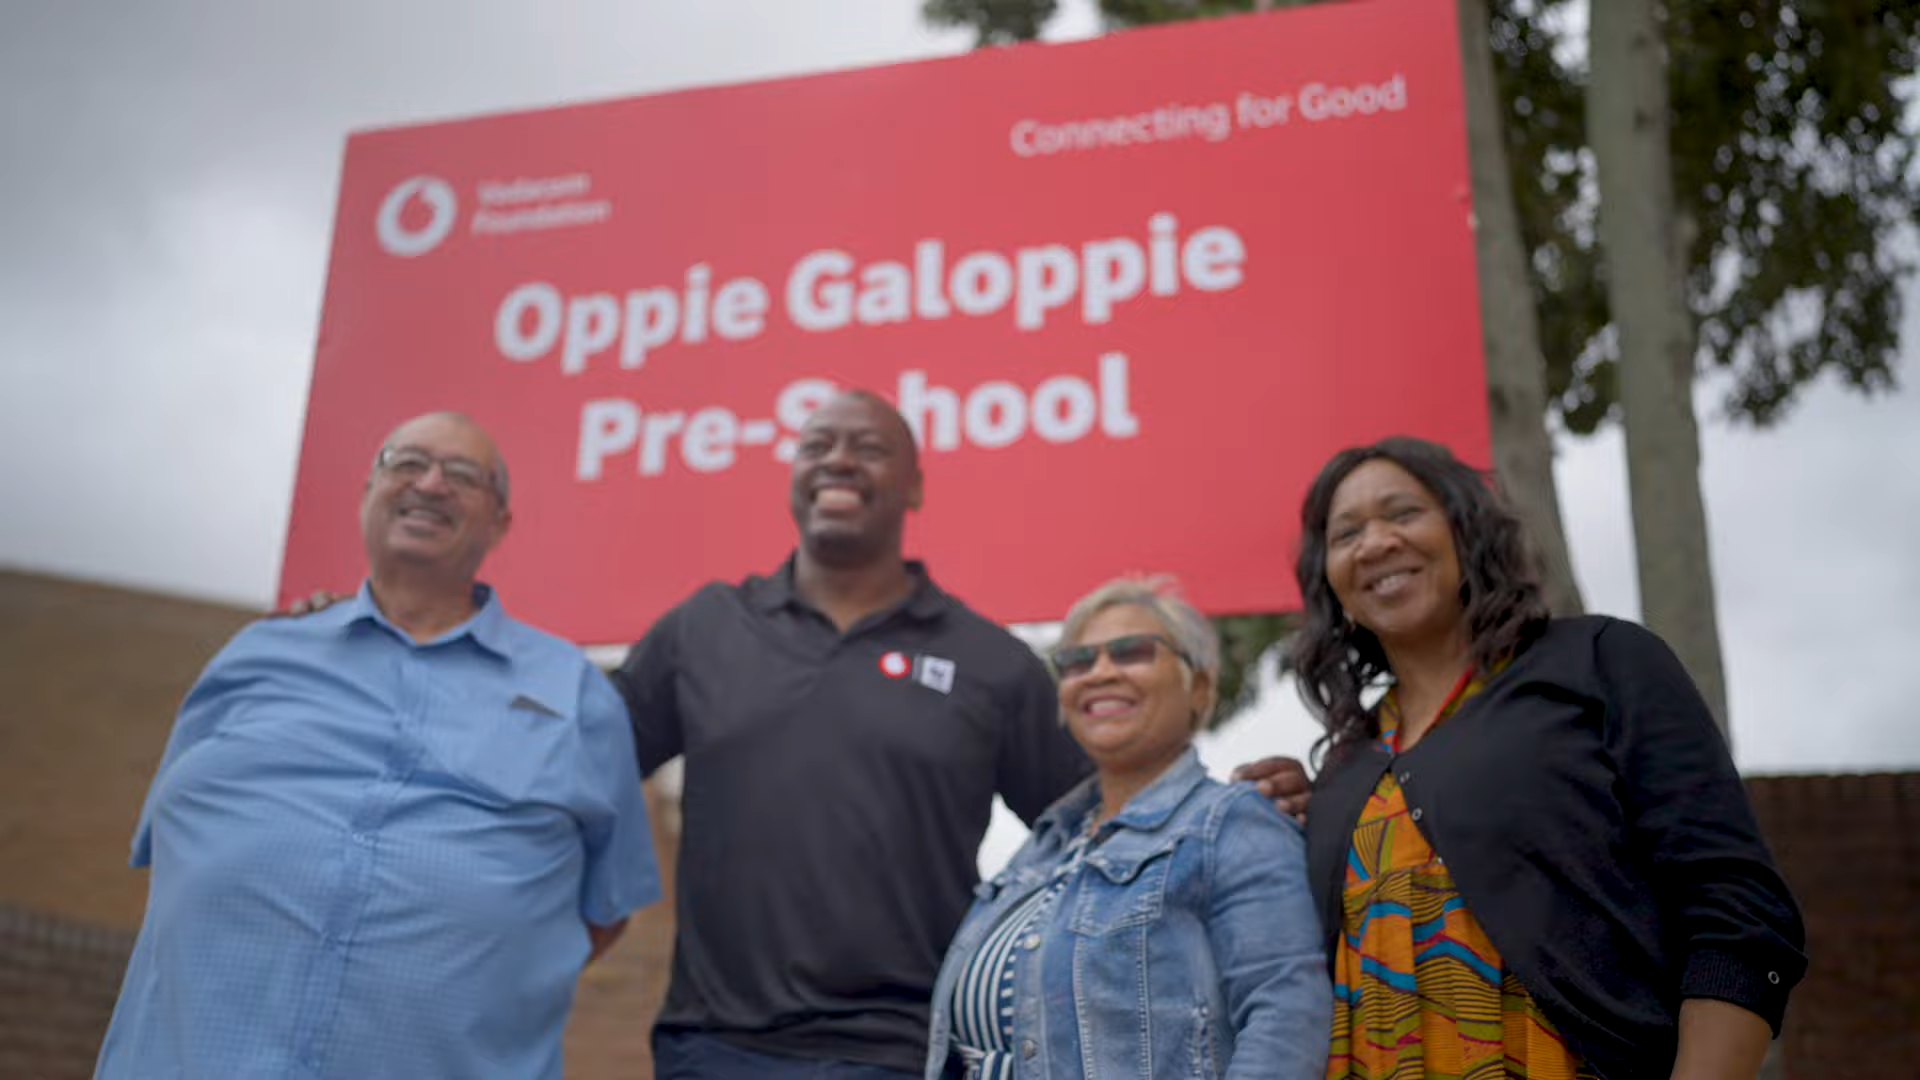 Vodacom
Foundation
Connecting for Good
Oppie Galoppie
Pre-School